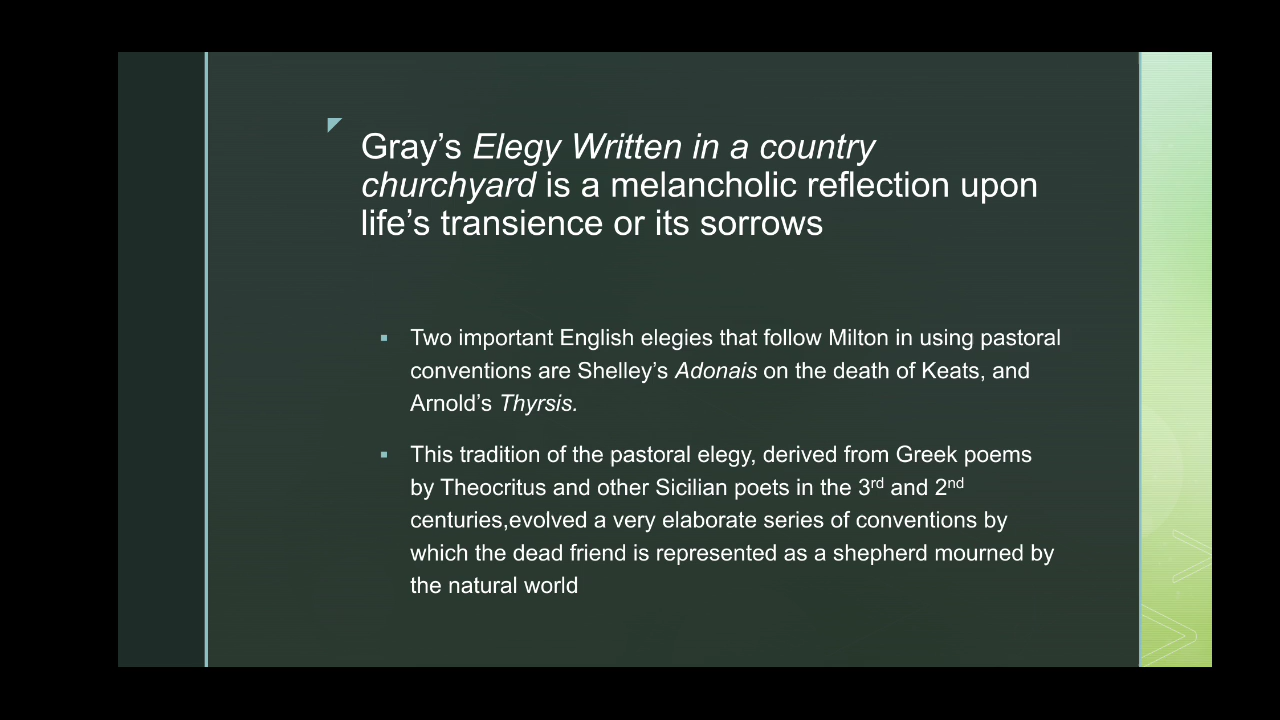 Gray’s Elegy Written in a country
churchyard is a melancholic reflection upon
life’s transience or its sorrows
▪ Two important English elegies that follow Milton in using pastoral
conventions are Shelley’s Adonais on the death of Keats, and
Arnold’s Thyrsis.
▪ This tradition of the pastoral elegy, derived from Greek poems
by Theocritus and other Sicilian poets in the 3rd and 2nd
centuries,evolved a very elaborate series of conventions by
which the dead friend is represented as a shepherd mourned by
the natural world